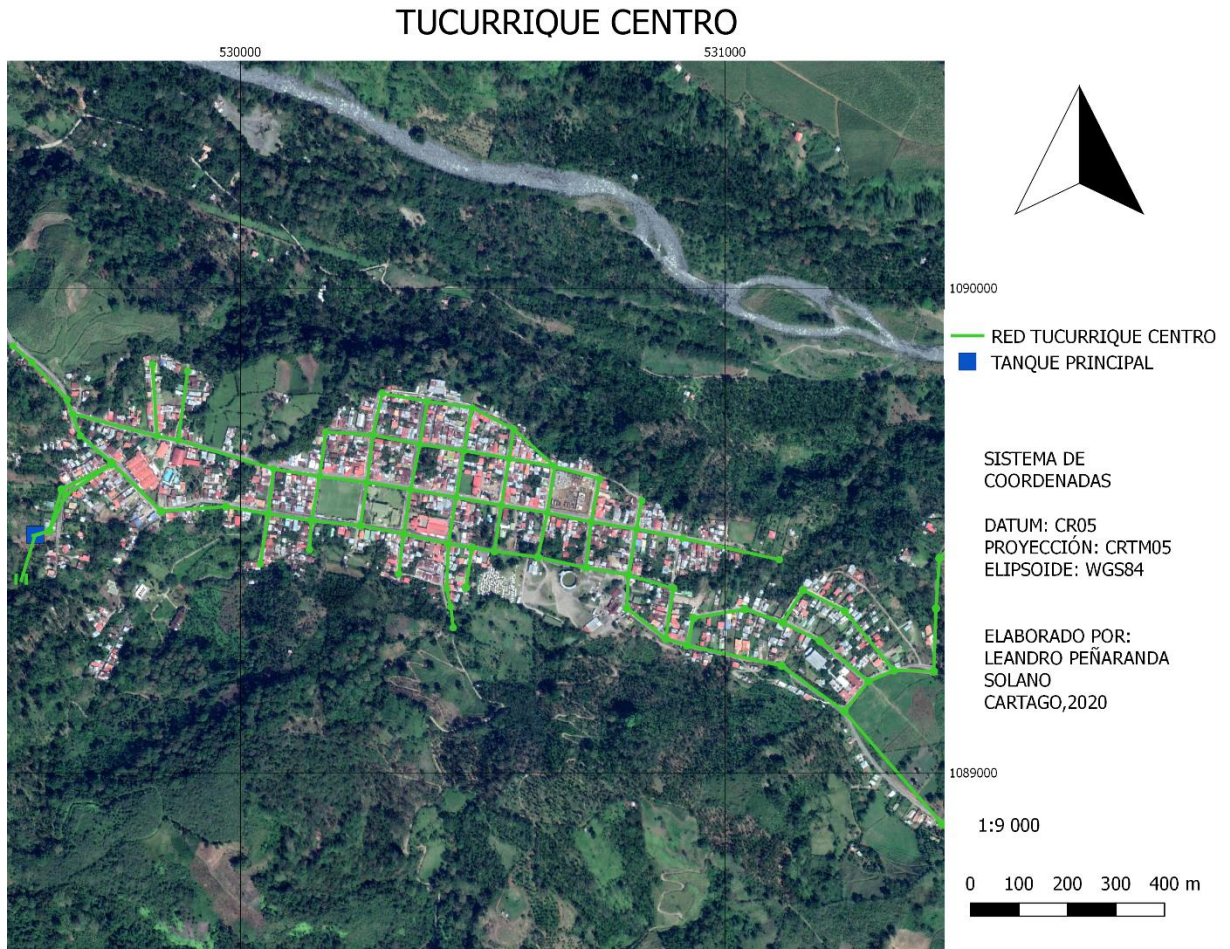 TUCURRIQUE CENTRO
530000
531000
1090000
RED TUCURRIQUE CENTRO
TANQUE PRINCIPAL
SISTEMA DE
COORDENADAS
DATUM: CR05
PROYECCIÓN: CRTM05
ELIPSOIDE: WGS84
ELABORADO POR:
LEANDRO PEÑARANDA
SOLANO
CARTAGO,2020
1089000
1:9 000
0 100 200 300 400 m